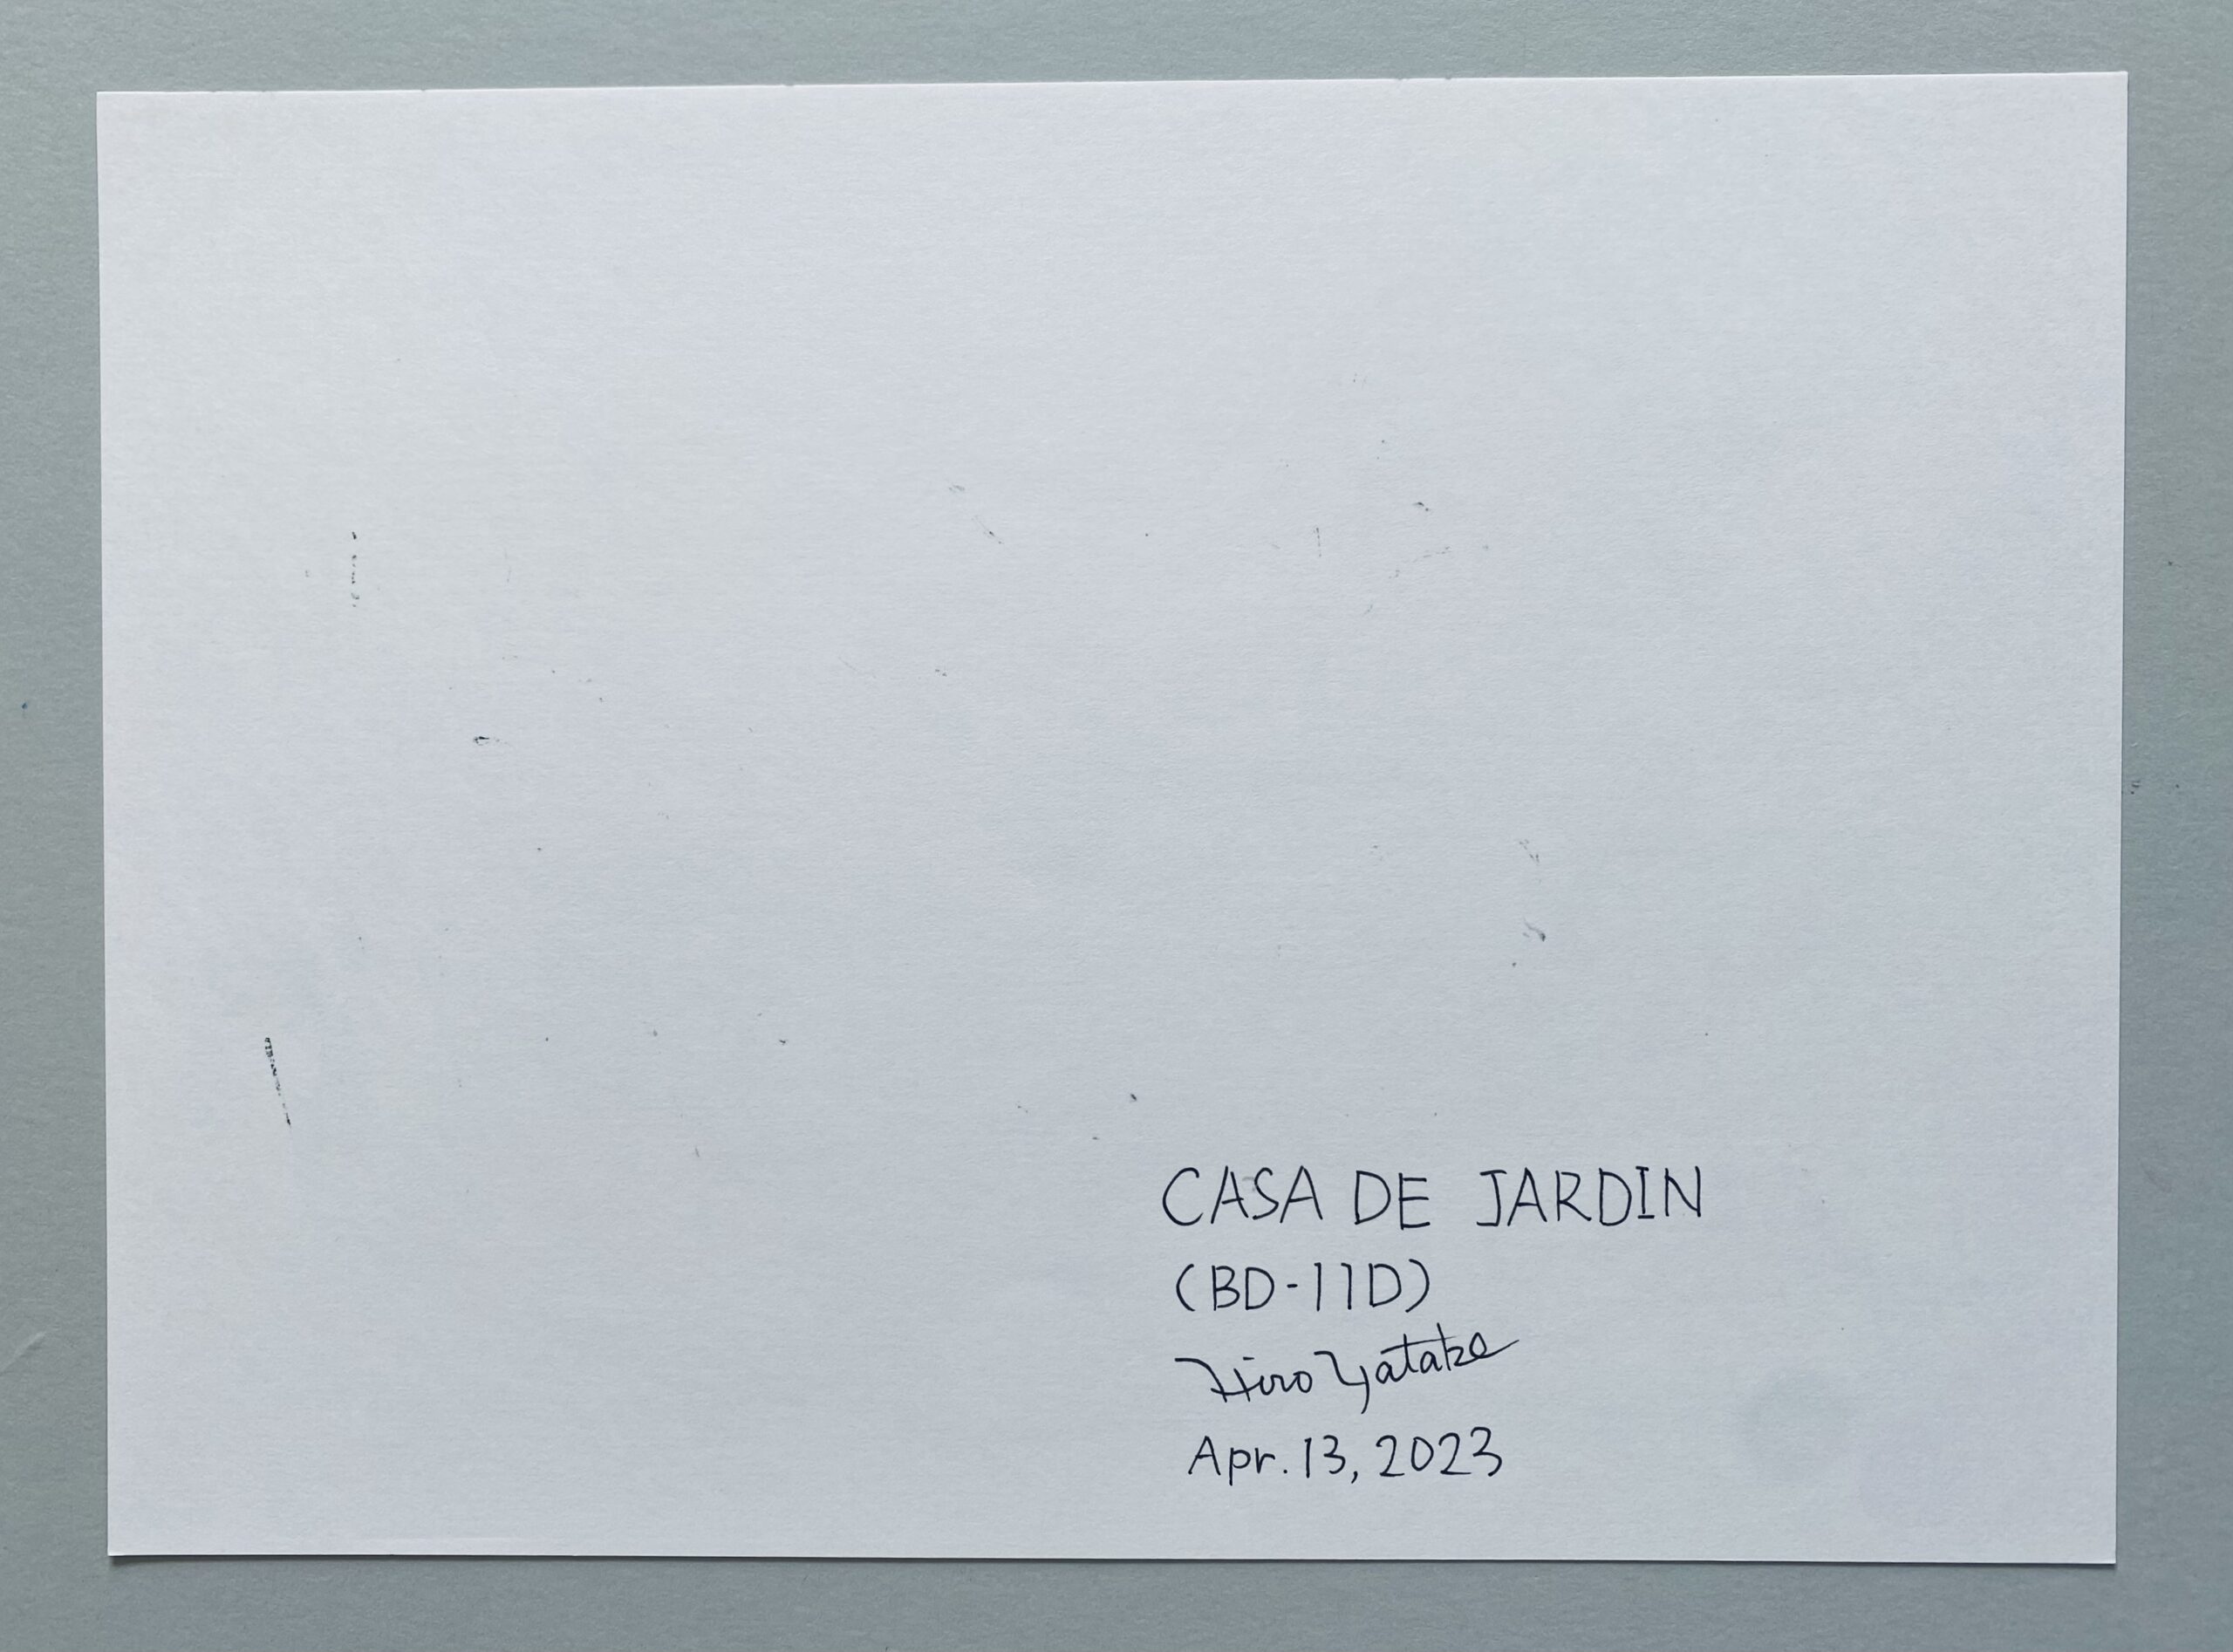 CASA DE JARDIN
(BD-11D)
Hiro Yatake
Apr. 13, 2023